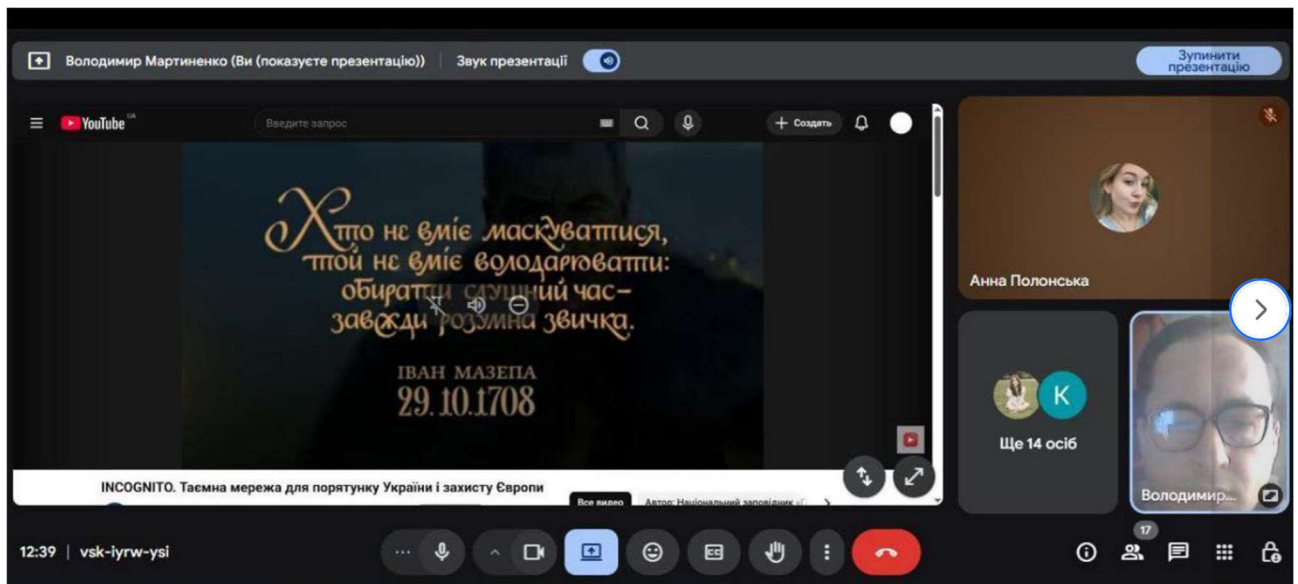 Володимир Мартиненко (Ви (показуєте презентацію))
Звук презентації
Зупинити
презентацію
YouTube UA
Введите запрос
Создать
Хто не вміє маскуватися,
той не вміє володарювати:
обирати слушний час–
завжди розумна звичка.
ІВАН МАЗЕПА
29.10.1708
INCOGNITO. Таємна мережа для порятунку України і захисту Європи
Все видео
Автор: Національний заповідник
Анна Полонська
К
Ще 14 осіб
Володимир...
12:39 | vsk-iyrw-ysi
CC
17